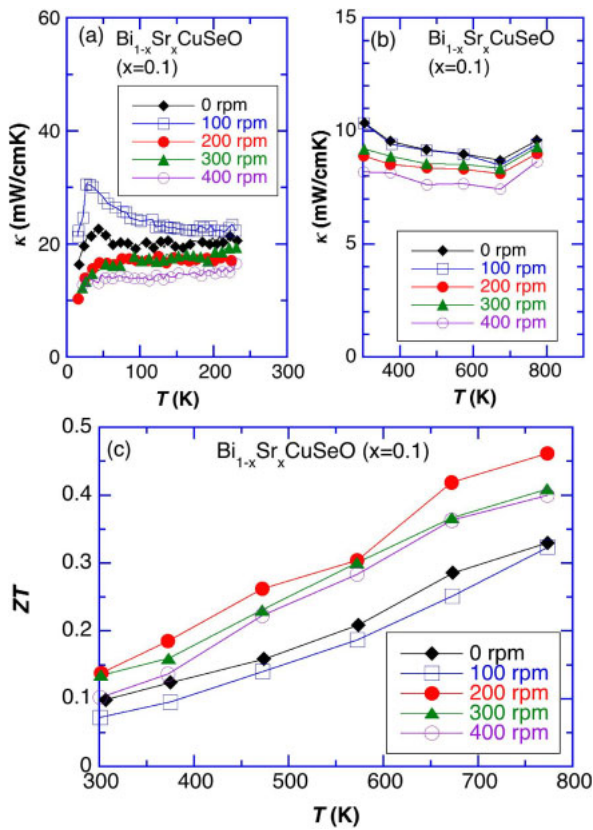 (a) Bi1-xSrxCuSeO
(x=0.1)
0 rpm
100 rpm
200 rpm
300 rpm
400 rpm
κ (mW/cmK)
60
40
20
0
0 100 200 300
T (K)
(b) Bi1-xSrxCuSeO
(x=0.1)
0 rpm
100 rpm
200 rpm
300 rpm
400 rpm
κ (mW/cmK)
15
10
5
0
400 600 800
T (K)
(c) Bi1-xSrxCuSeO (x=0.1)
0 rpm
100 rpm
200 rpm
300 rpm
400 rpm
ZT
0.5
0.4
0.3
0.2
0.1
0
300 400 500 600 700 800
T (K)